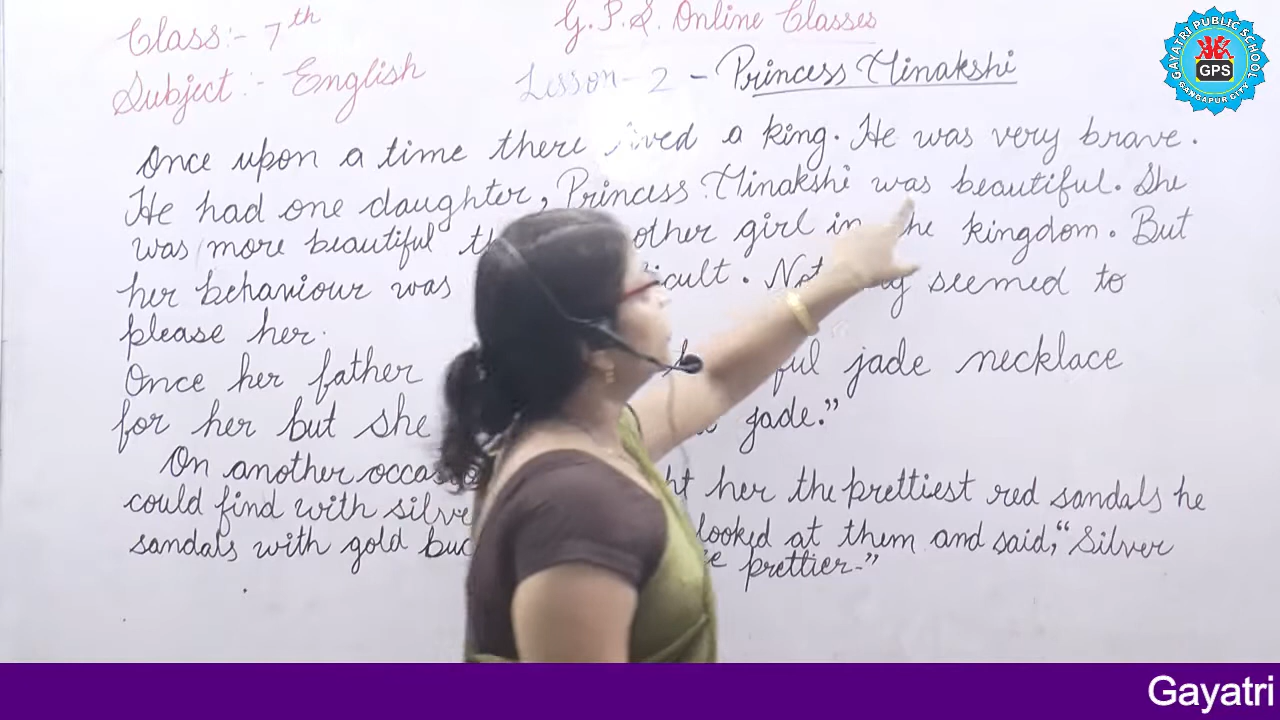 Class:- 7th
G.P.S. Online Classes
Subject:- English
Lesson-2 - Princess Minakshi
GAYATRI PUBLIC SCHOOL
GPS
GANGAPUR CITY
Once upon a time there lived a king. He was very brave.
He had one daughter, Princess Minakshi was beautiful. She
was more beautiful other girl in the kingdom. But
her behaviour was seemed to
please her.
Once her father jade necklace
for her but she jade."
On another her the prettiest red sandals he
could find with
sandals with gold looked at them and said, "Silver
prettier."
Gayatri